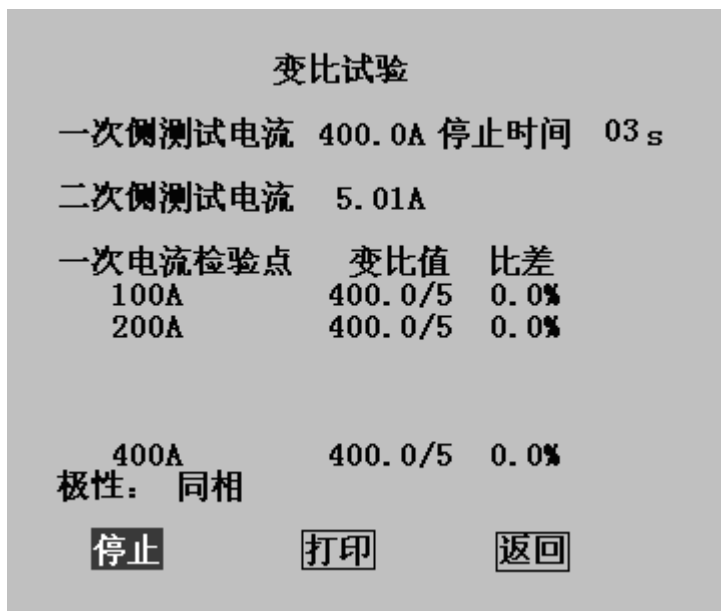 变比试验
一次侧测试电流 400.0A 停止时间 03s
二次侧测试电流 5.01A
一次电流检验点 变比值 比差
100A 400.0/5 0.0%
200A 400.0/5 0.0%
400A 400.0/5 0.0%
极性： 同相
停止 打印 返回